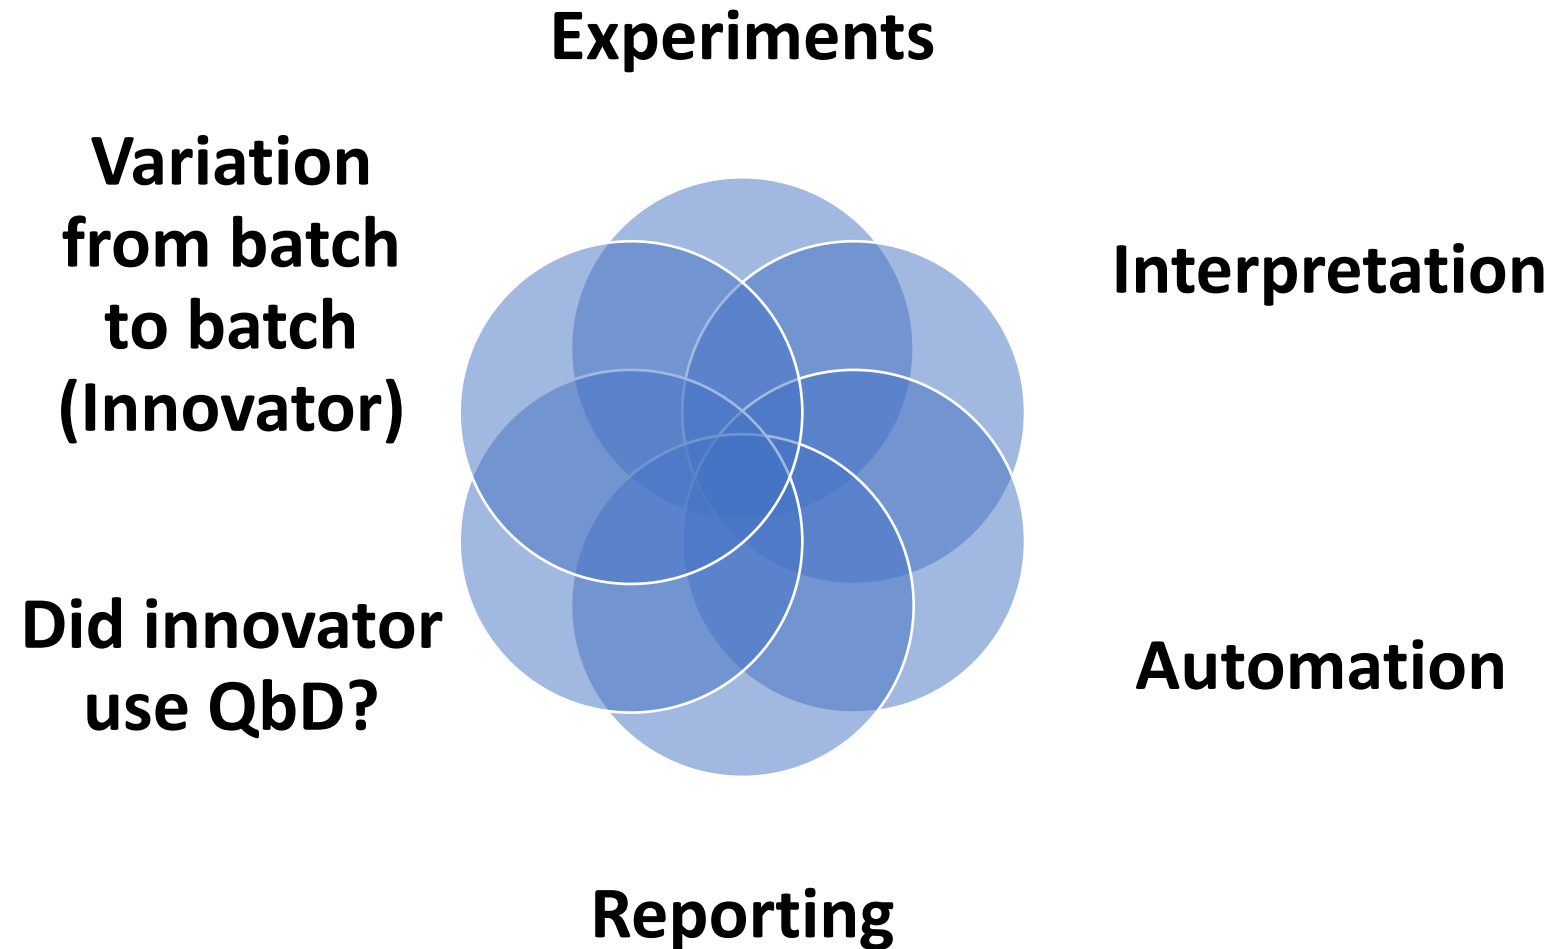 Experiments
Variation
from batch
to batch
(Innovator)
Interpretation
Did innovator
use QbD?
Automation
Reporting